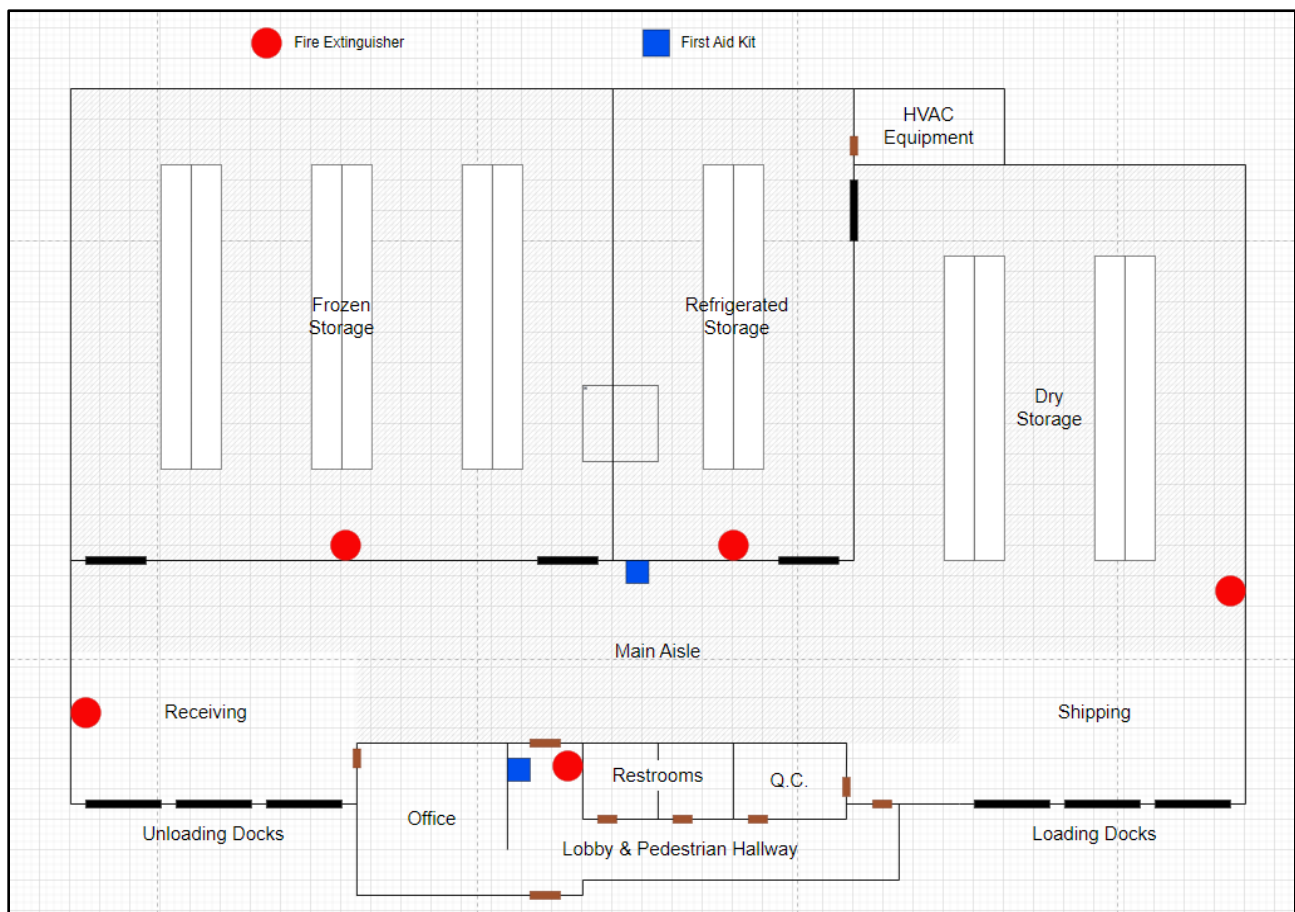 Fire Extinguisher
First Aid Kit
HVAC
Equipment
Frozen
Storage
Refrigerated
Storage
Dry
Storage
Main Aisle
Receiving
Shipping
Restrooms
Q.C.
Office
Unloading Docks
Loading Docks
Lobby & Pedestrian Hallway